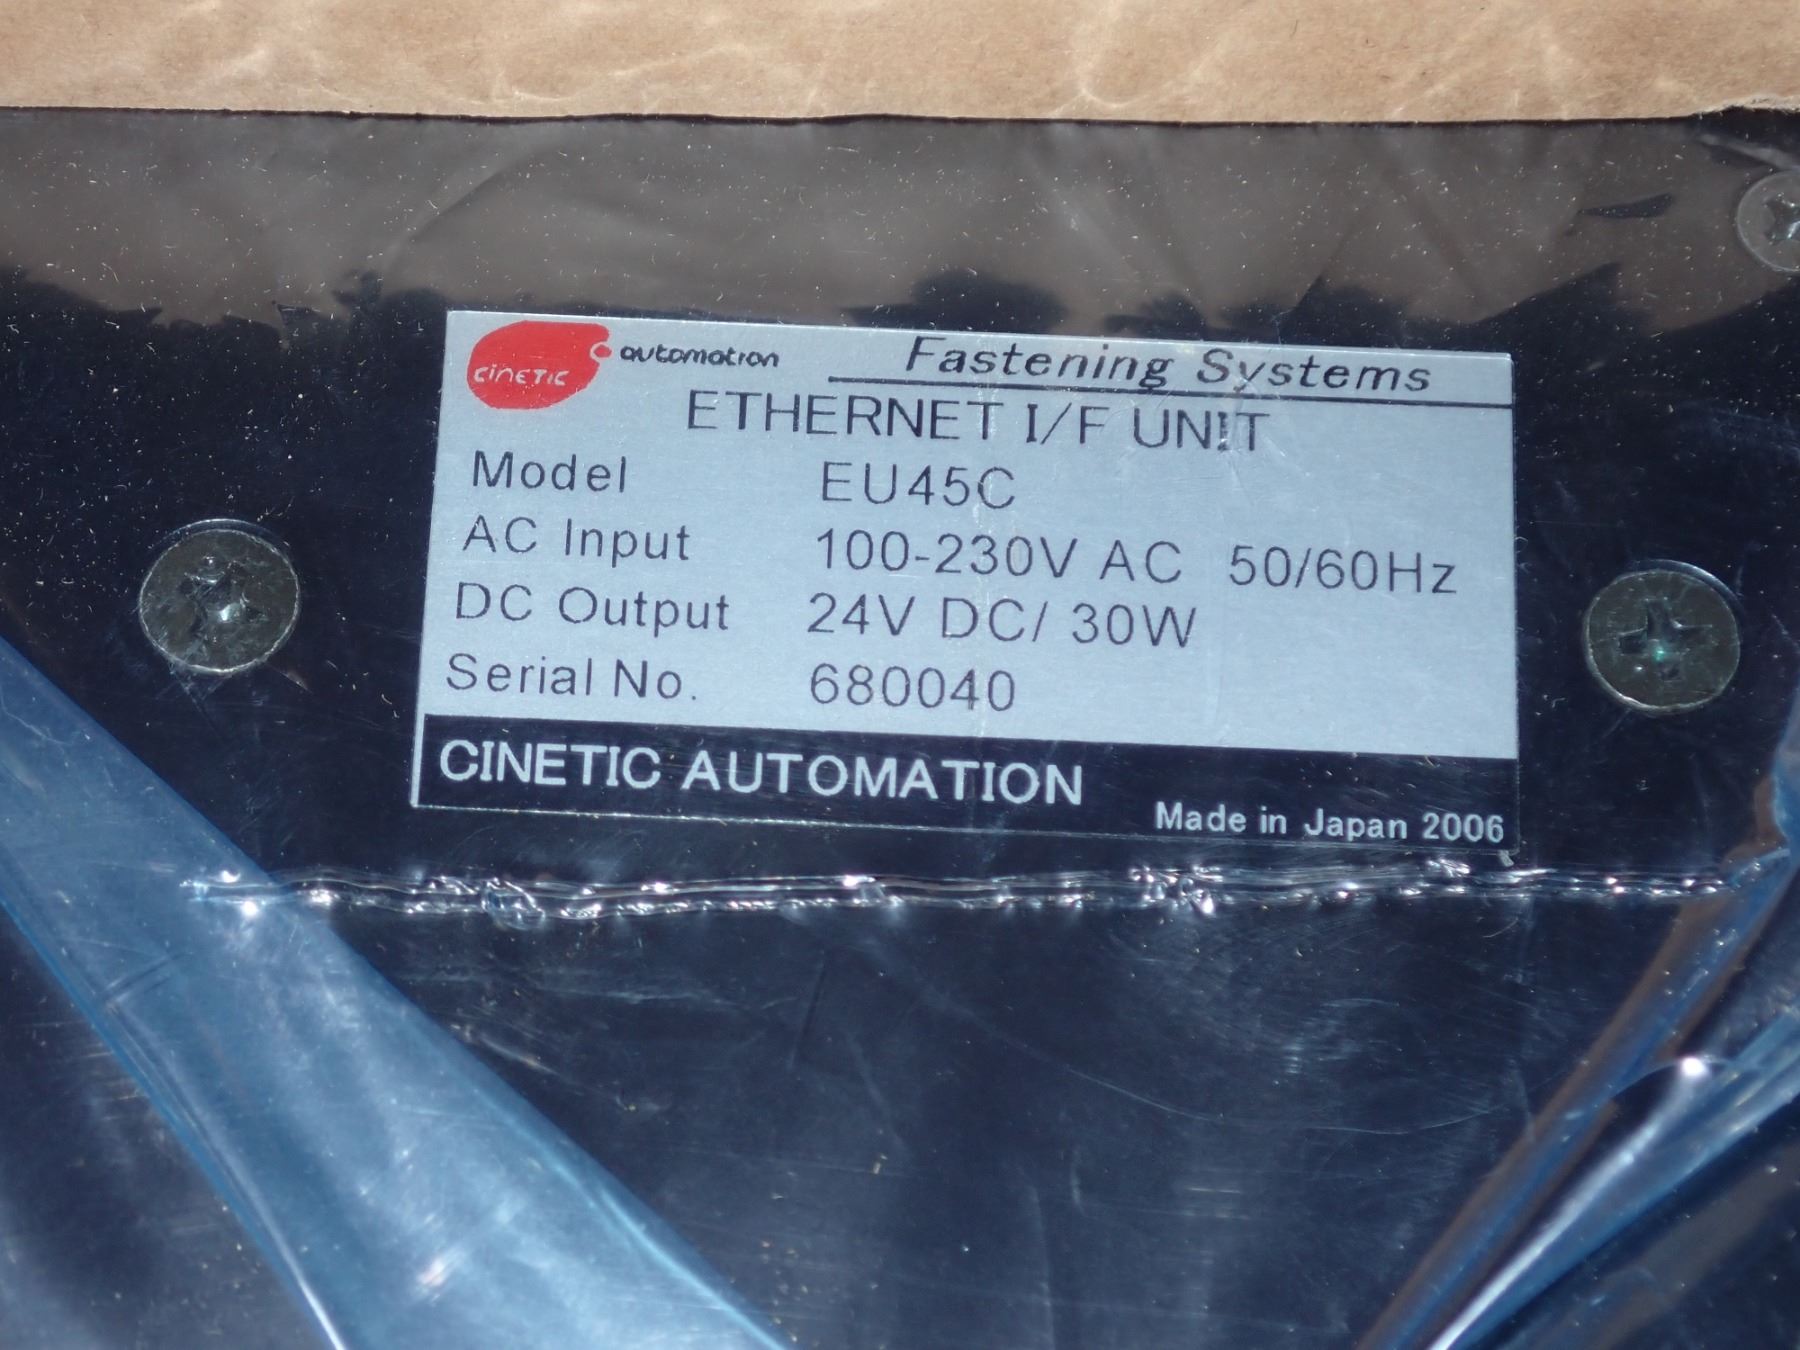 cinetic automation Fastening Systems
ETHERNET I/F UNIT
Model EU45C
AC Input 100-230V AC 50/60Hz
DC Output 24V DC/ 30W
Serial No. 680040
CINETIC AUTOMATION
Made in Japan 2006